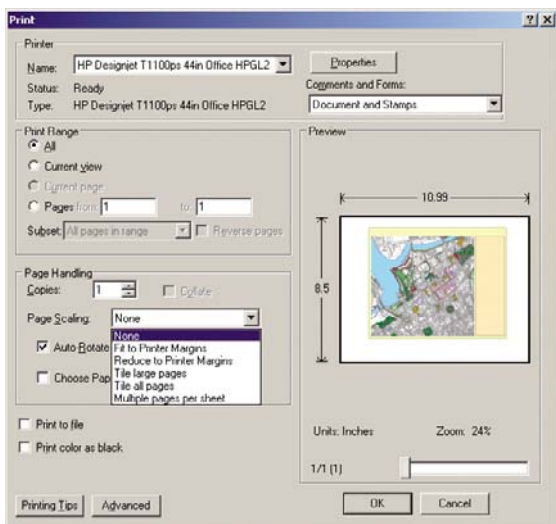 Print
Printer
Name: HP Designjet T1100ps 44in Office HPGL2
Properties
Status: Ready
Type: HP Designjet T1100ps 44in Office HPGL2
Comments and Forms:
Document and Stamps
Print Range
All
Current view
Current page
Pages from: 1 to: 1
Subset: All pages in range Reverse pages
Page Handling
Copies: 1 Collate
Page Scaling: None
None
Fit to Printer Margins
Reduce to Printer Margins
Tile large pages
Tile all pages
Multiple pages per sheet
Auto Rotate
Choose Pap
Print to file
Print color as black
Preview
10.99
8.5
Units: Inches Zoom: 24%
1/1 (1)
Printing Tips Advanced OK Cancel